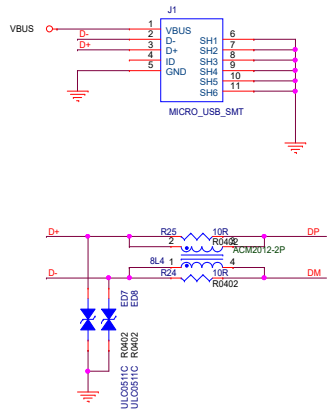 J1
VBUS
1
VBUS
D-
2
D-
SH1
6
D+
3
D+
SH2
7
4
ID
SH3
8
5
GND
SH4
9
SH5
10
SH6
11
MICRO_USB_SMT
D+
R25
10R
DP
2
R0402
3
ACM2012-2P
8L4
1
4
D-
R24
10R
DM
R0402
ED7
ED8
R0402
R0402
ULC0511C
ULC0511C